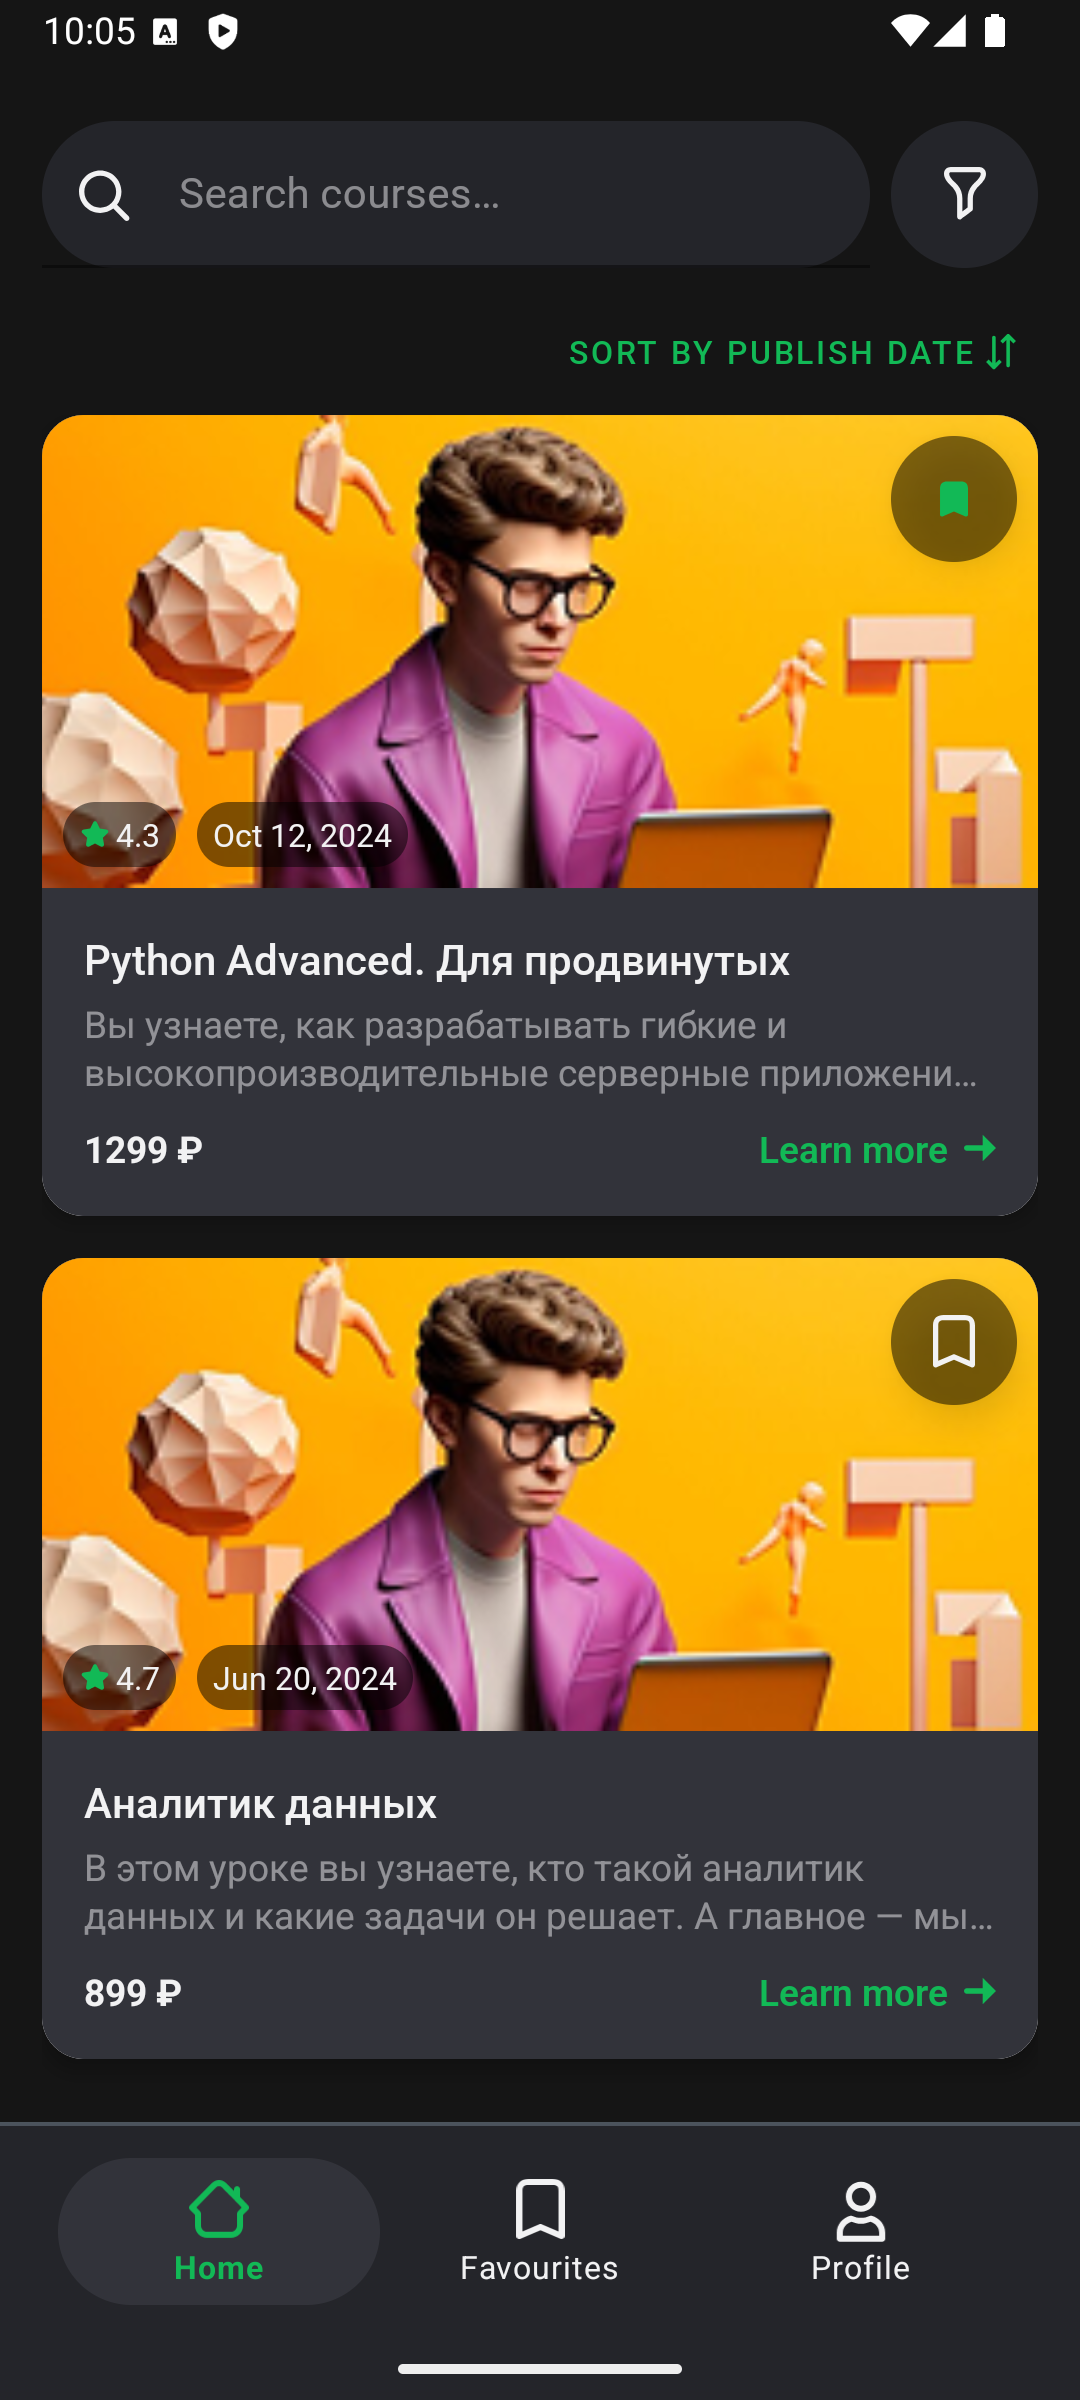 10:05
Search courses...
SORT BY PUBLISH DATE
4.3
Oct 12, 2024
Python Advanced. Для продвинутых
Вы узнаете, как разрабатывать гибкие и
высокопроизводительные серверные приложени...
1299 ₽
Learn more
4.7
Jun 20, 2024
Аналитик данных
В этом уроке вы узнаете, кто такой аналитик
данных и какие задачи он решает. А главное — мы...
899 ₽
Learn more
Home
Favourites
Profile